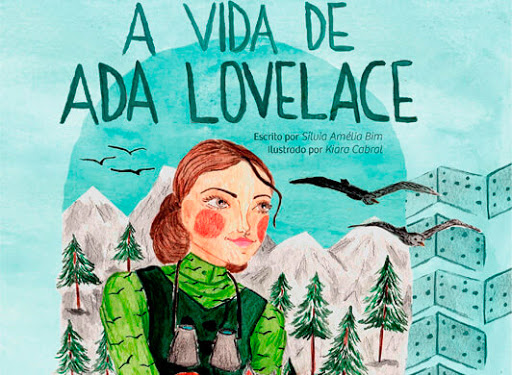 A VIDA DE
ADA LOVELACE
Escrito por Sílvia Amélia Bim
Ilustrado por Kiara Cabral